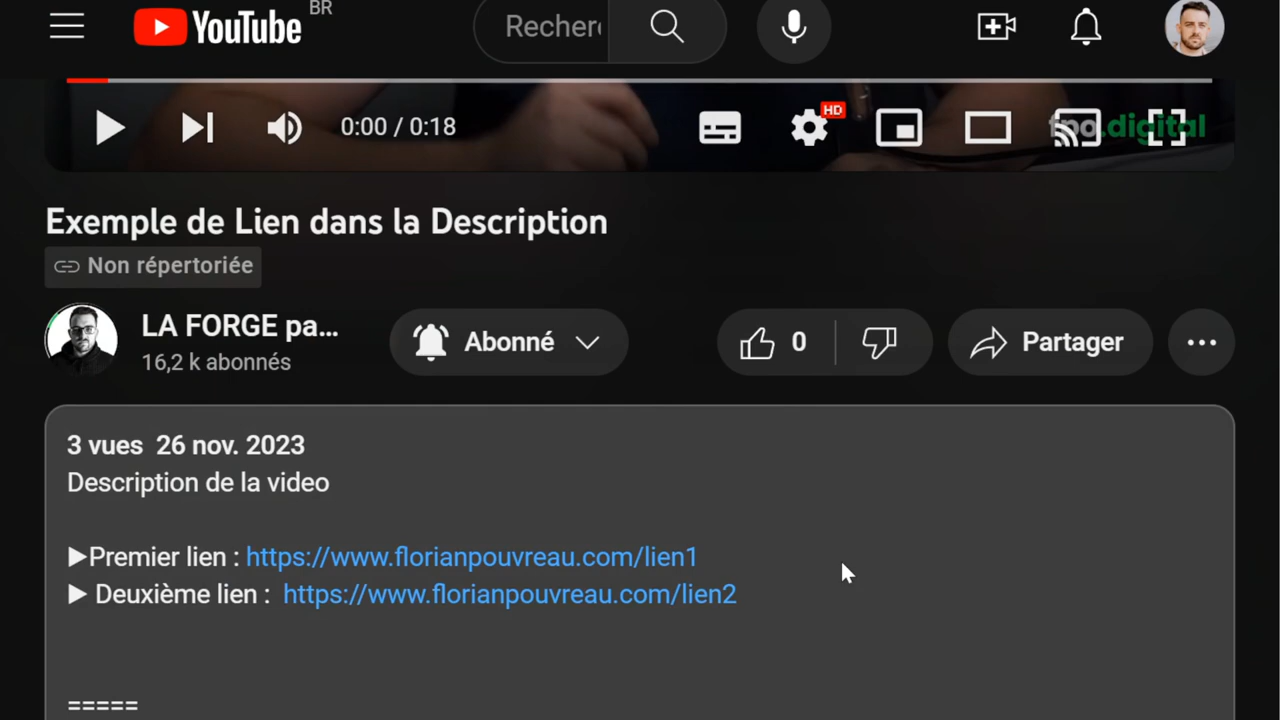 YouTube BR
Recher
HD
0:00 / 0:18
fpo.digital
Exemple de Lien dans la Description
Non répertoriée
LA FORGE pa...
16,2 k abonnés
Abonné
0
Partager
3 vues 26 nov. 2023
Description de la video
▶Premier lien : https://www.florianpouvreau.com/lien1
▶ Deuxième lien : https://www.florianpouvreau.com/lien2
=====